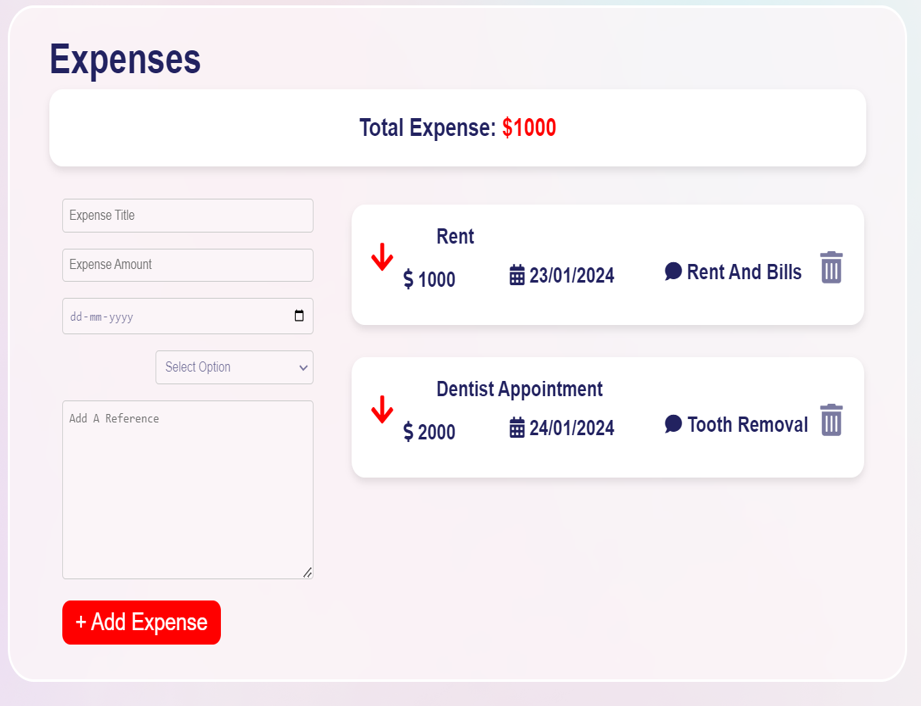 Expenses
Total Expense: $1000
Expense Title
Expense Amount
dd-mm-yyyy
Select Option
Add A Reference
+ Add Expense
Rent
$ 1000
23/01/2024
Rent And Bills
Dentist Appointment
$ 2000
24/01/2024
Tooth Removal